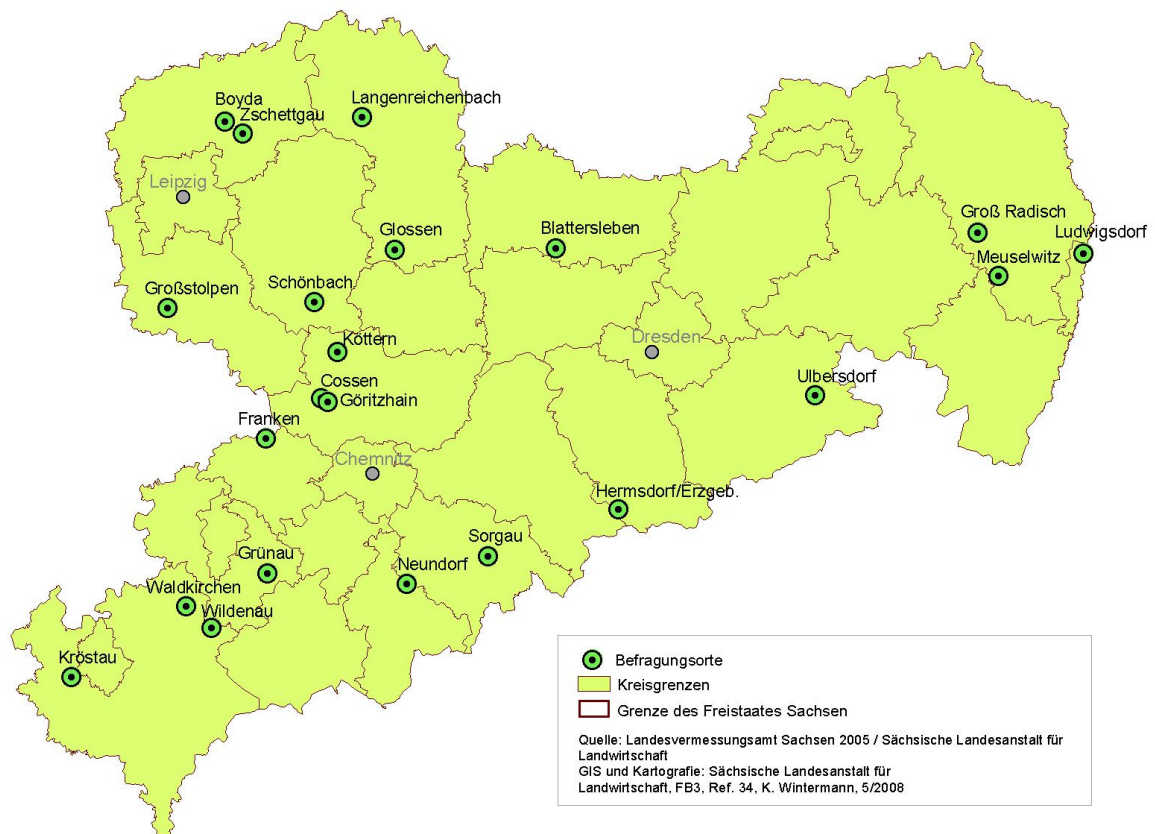 Boyda
Zschettgau
Langenreichenbach
Leipzig
Glossen
Blattersleben
Groß Radisch
Ludwigsdorf
Meuselwitz
Großstolpen
Schönbach
Köttern
Dresden
Cossen
Göritzhain
Ulbersdorf
Franken
Chemnitz
Hermsdorf/Erzgeb.
Sorgau
Grünau
Neundorf
Waldkirchen
Wildenau
Kröstau
Befragungsorte
Kreisgrenzen
Grenze des Freistaates Sachsen
Quelle: Landesvermessungsamt Sachsen 2005 / Sächsische Landesanstalt für
Landwirtschaft
GIS und Kartografie: Sächsische Landesanstalt für
Landwirtschaft, FB3, Ref. 34, K. Wintermann, 5/2008